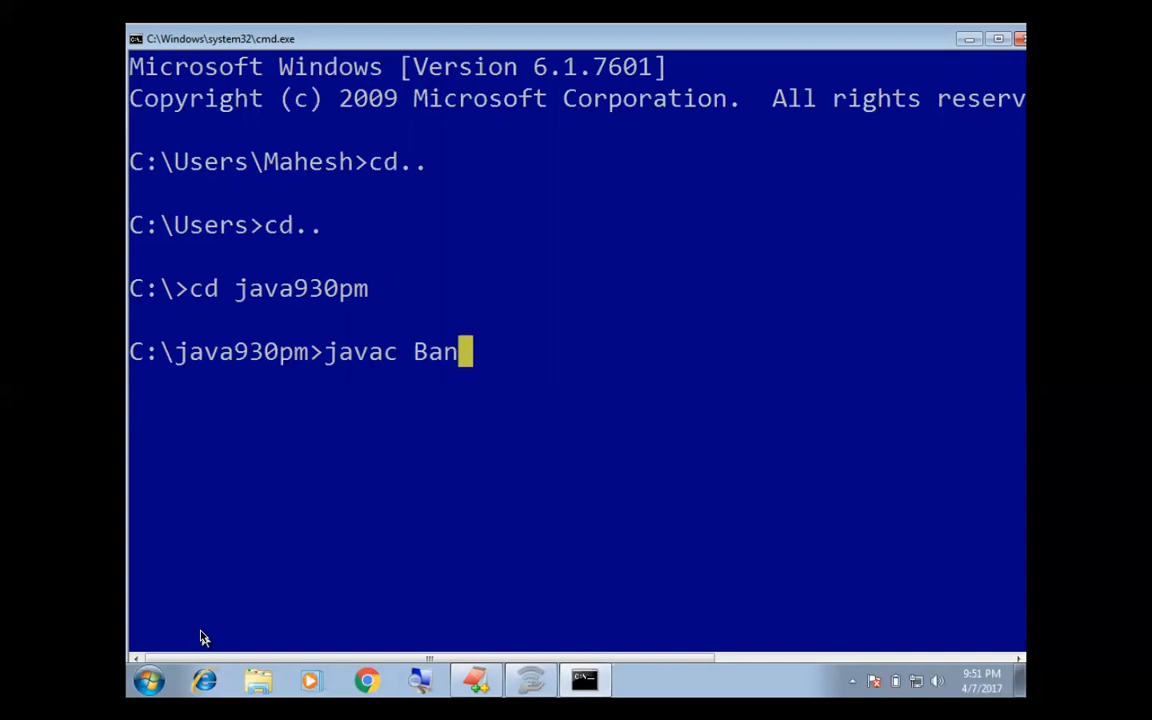 C:\Windows\system32\cmd.exe
Microsoft Windows [Version 6.1.7601]
Copyright (c) 2009 Microsoft Corporation.  All rights reserv
C:\Users\Mahesh>cd..
C:\Users>cd..
C:\>cd java930pm
C:\java930pm>javac Ban
9:51 PM
4/7/2017